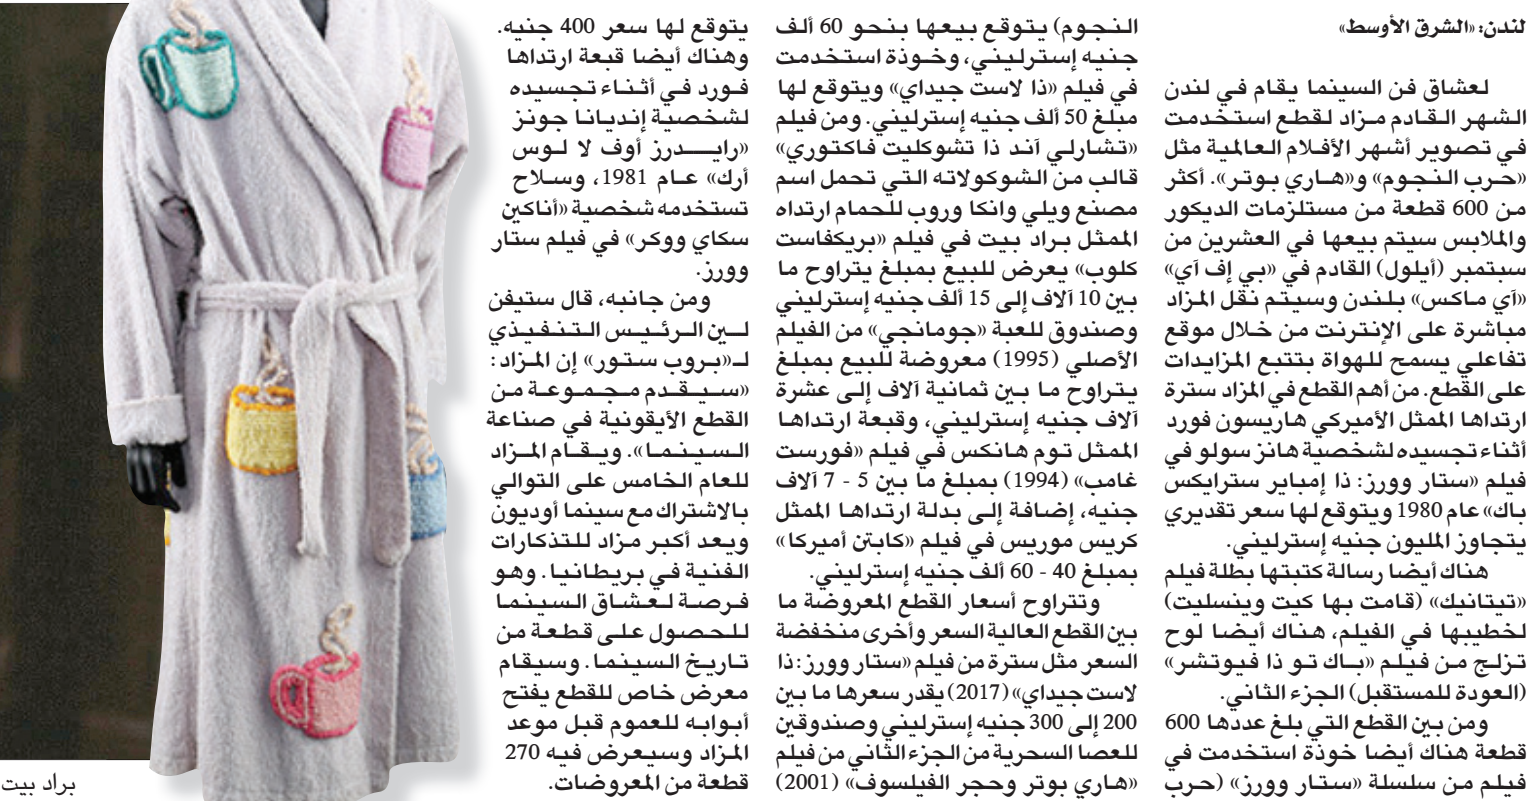 لندن: «الشرق الأوسط»
لعشاق فن السينما يقام في لندن
الشهر القادم مزاد لقطع استخدمت
في تصوير أشهر الأفلام العالمية مثل
«حرب النجوم» و«هاري بوتر». أكثر
من 600 قطعة من مستلزمات الديكور
والملابس سيتم بيعها في العشرين من
سبتمبر (أيلول) القادم في «بي إف آي»
«آي ماكس» بلندن وسيتم نقل المزاد
مباشرة على الإنترنت من خلال موقع
تفاعلي يسمح للهواة بتتبع المزايدات
على القطع. من أهم القطع في المزاد سترة
ارتداها الممثل الأميركي هاريسون فورد
أثناء تجسيده لشخصية هانز سولو في
فيلم «ستار وورز: ذا إمباير سترايكس
باك» عام 1980 ويتوقع لها سعر تقديري
يتجاوز المليون جنيه إسترليني.
هناك أيضا رسالة كتبتها بطلة فيلم
«تيتانيك» (قامت بها كيت وينسليت)
لخطيبها في الفيلم، هناك أيضا لوح
تزلج من فيلم «باك تو ذا فيوتشر»
(العودة للمستقبل) الجزء الثاني.
ومن بين القطع التي بلغ عددها 600
قطعة هناك أيضا خوذة استخدمت في
فيلم من سلسلة «ستار وورز» (حرب
النجوم) يتوقع بيعها بنحو 60 ألف
جنيه إسترليني، وخوذة استخدمت
في فيلم «ذا لاست جيداي» ويتوقع لها
مبلغ 50 ألف جنيه إسترليني. ومن فيلم
«تشارلي آند ذا تشوكليت فاكتوري»
قالب من الشوكولاته التي تحمل اسم
مصنع ويلي وانكا وروب للحمام ارتداه
الممثل براد بيت في فيلم «بريكفاست
كلوب» يعرض للبيع بمبلغ يتراوح ما
بين 10 آلاف إلى 15 ألف جنيه إسترليني
وصندوق للعبة «جومانجي» من الفيلم
الأصلي (1995) معروضة للبيع بمبلغ
يتراوح ما بين ثمانية آلاف إلى عشرة
آلاف جنيه إسترليني، وقبعة ارتداها
الممثل توم هانكس في فيلم «فورست
غامب» (1994) بمبلغ ما بين 5 - 7 آلاف
جنيه، إضافة إلى بدلة ارتداها الممثل
كريس موريس في فيلم «كابتن أميركا»
بمبلغ 40 - 60 ألف جنيه إسترليني.
وتتراوح أسعار القطع المعروضة ما
بين القطع العالية السعر وأخرى منخفضة
السعر مثل سترة من فيلم «ستار وورز: ذا
لاست جيداي» (2017) يقدر سعرها ما بين
200 إلى 300 جنيه إسترليني وصندوقين
للعصا السحرية من الجزء الثاني من فيلم
«هاري بوتر وحجر الفيلسوف» (2001)
يتوقع لها سعر 400 جنيه.
وهناك أيضا قبعة ارتداها
فورد في أثناء تجسيده
لشخصية إنديانا جونز
«رايدرز أوف لا لوس
أرك» عام 1981، وسلاح
تستخدمه شخصية «أناكين
سكاي ووكر» في فيلم ستار
وورز.
ومن جانبه، قال ستيفن
لين الرئيس التنفيذي
لـ«بروب ستور» إن المزاد:
«سيقدم مجموعة من
القطع الأيقونية في صناعة
السينما». ويقام المزاد
للعام الخامس على التوالي
بالاشتراك مع سينما أوديون
ويعد أكبر مزاد للتذكارات
الفنية في بريطانيا. وهو
فرصة لعشاق السينما
للحصول على قطعة من
تاريخ السينما. وسيقام
معرض خاص للقطع يفتح
أبوابه للعموم قبل موعد
المزاد وسيعرض فيه 270
قطعة من المعروضات.
براد بيت